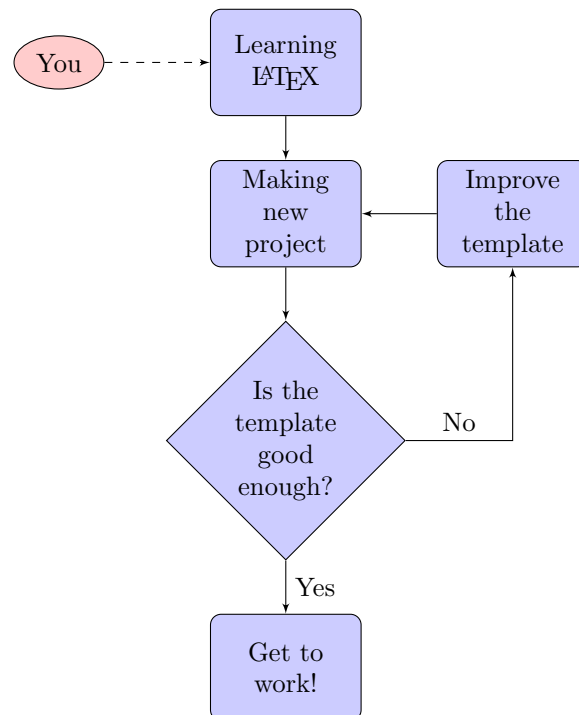 You
Learning
LATEX
Making
new
project
Improve
the
template
Is the
template
good
enough?
No
Yes
Get to
work!